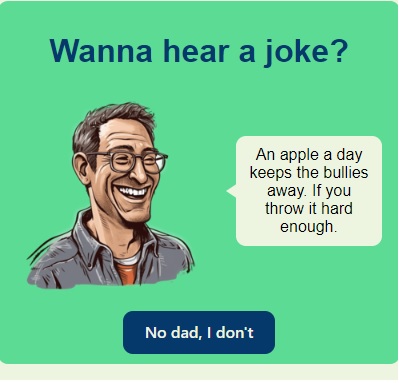 Wanna hear a joke?
An apple a day
keeps the bullies
away. If you
throw it hard
enough.
No dad, I don't